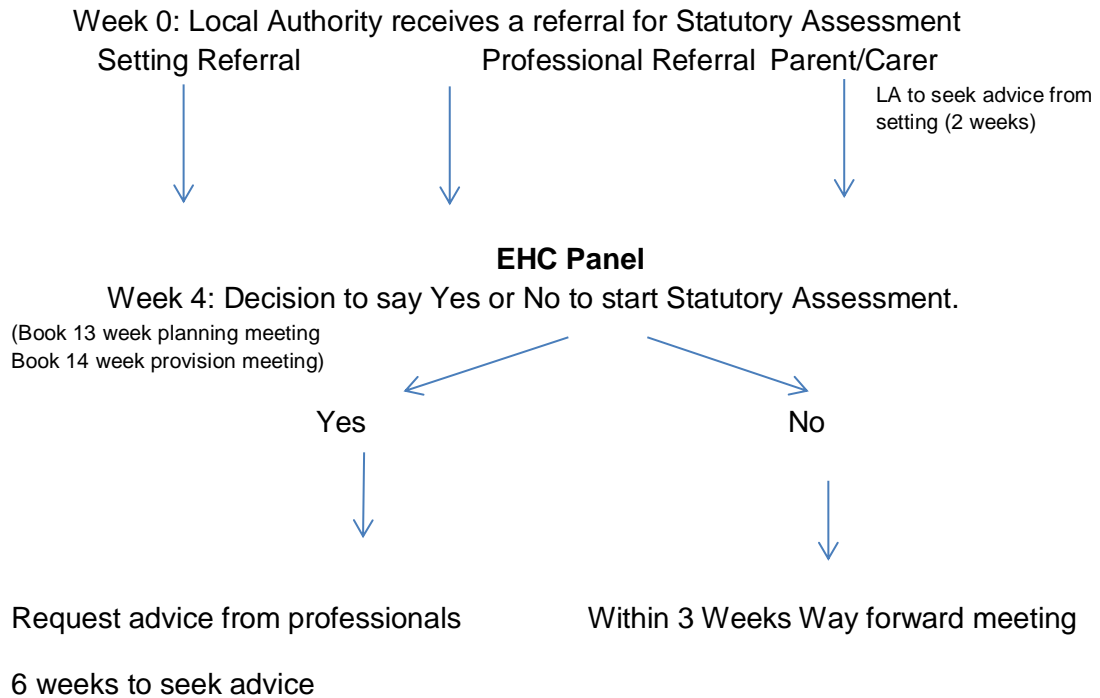 Week 0: Local Authority receives a referral for Statutory Assessment
Setting Referral Professional Referral Parent/Carer
LA to seek advice from
setting (2 weeks)
EHC Panel
Week 4: Decision to say Yes or No to start Statutory Assessment.
(Book 13 week planning meeting
Book 14 week provision meeting)
Yes No
Request advice from professionals Within 3 Weeks Way forward meeting
6 weeks to seek advice